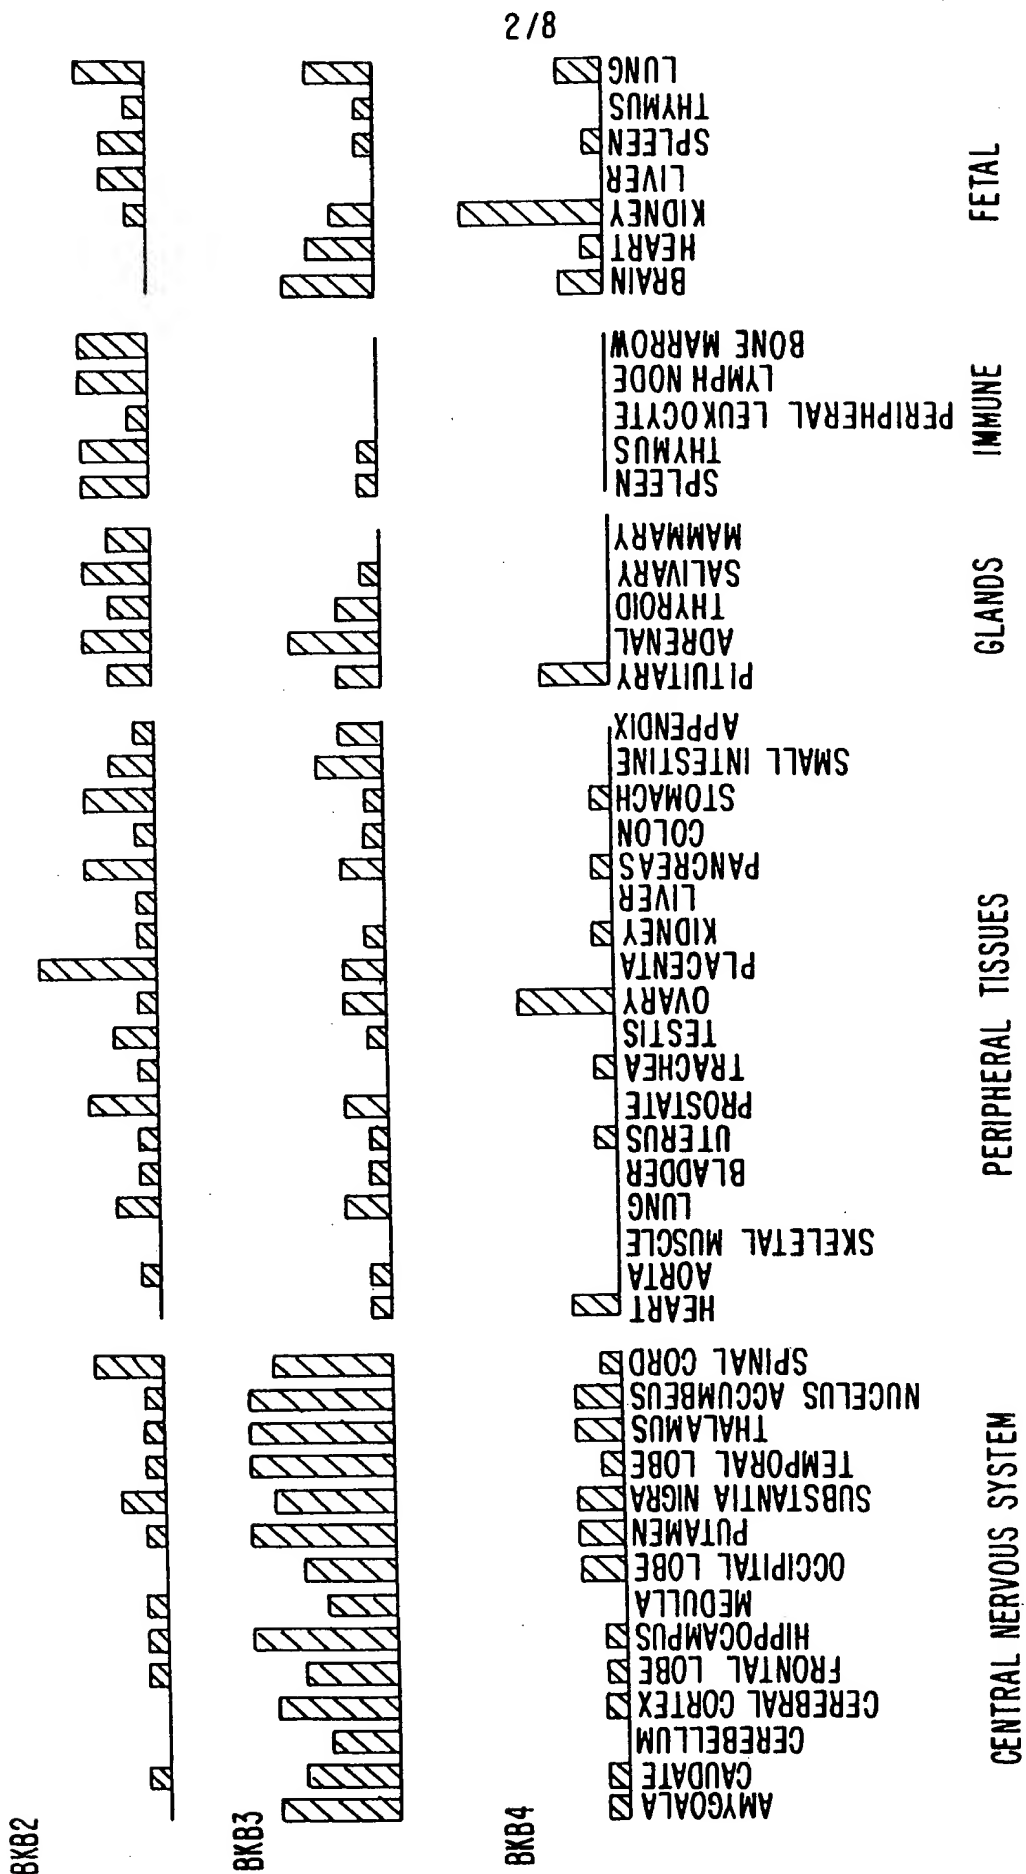 2/8
BKB2
BKB3
BKB4
AMYGOALA
CAUDATE
CEREBELLUM
CEREBRAL CORTEX
FRONTAL LOBE
HIPPOCAMPUS
MEDULLA
OCCIPITAL LOBE
PUTAMEN
SUBSTANTIA NIGRA
TEMPORAL LOBE
THALAMUS
NUCELUS ACCUMBEUS
SPINAL CORD
HEART
AORTA
SKELETAL MUSCLE
LUNG
BLADDER
UTERUS
PROSTATE
TRACHEA
TESTIS
OVARY
PLACENTA
KIDNEY
LIVER
PANCREAS
COLON
STOMACH
SMALL INTESTINE
APPENDIX
PITUITARY
ADRENAL
THYROID
SALIVARY
MAMMARY
SPLEEN
THYMUS
PERIPHERAL LEUKOCYTE
LYMPH NODE
BONE MARROW
BRAIN
HEART
KIDNEY
LIVER
SPLEEN
THYMUS
LUNG
CENTRAL NERVOUS SYSTEM
PERIPHERAL TISSUES
GLANDS
IMMUNE
FETAL